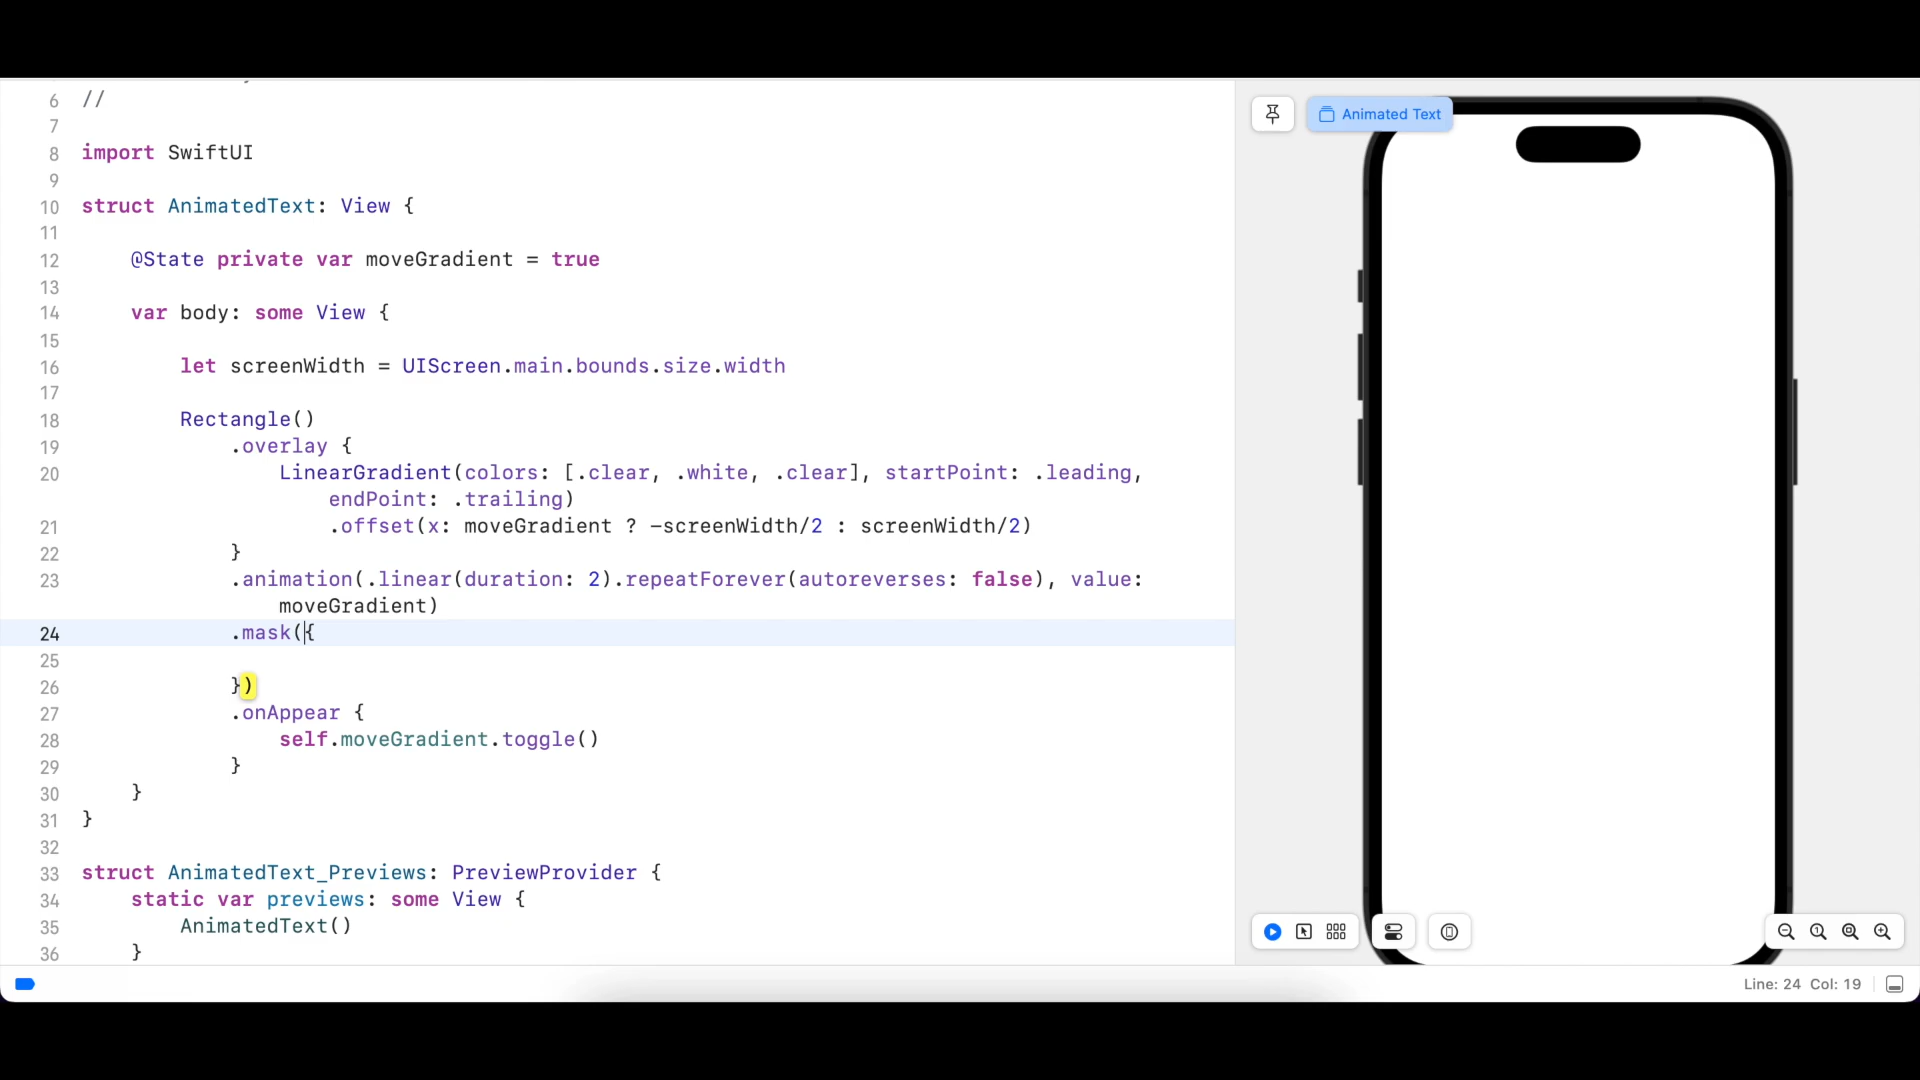 6 //
7
8 import SwiftUI
9
10 struct AnimatedText: View {
11
12 @State private var moveGradient = true
13
14 var body: some View {
15
16 let screenWidth = UIScreen.main.bounds.size.width
17
18 Rectangle()
19 .overlay {
20 LinearGradient(colors: [.clear, .white, .clear], startPoint: .leading,
endPoint: .trailing)
21 .offset(x: moveGradient ? -screenWidth/2 : screenWidth/2)
22 }
23 .animation(.linear(duration: 2).repeatForever(autoreverses: false), value:
moveGradient)
24 .mask({
25
26 })
27 .onAppear {
28 self.moveGradient.toggle()
29 }
30 }
31 }
32
33 struct AnimatedText_Previews: PreviewProvider {
34 static var previews: some View {
35 AnimatedText()
36 }
Animated Text
Line: 24 Col: 19